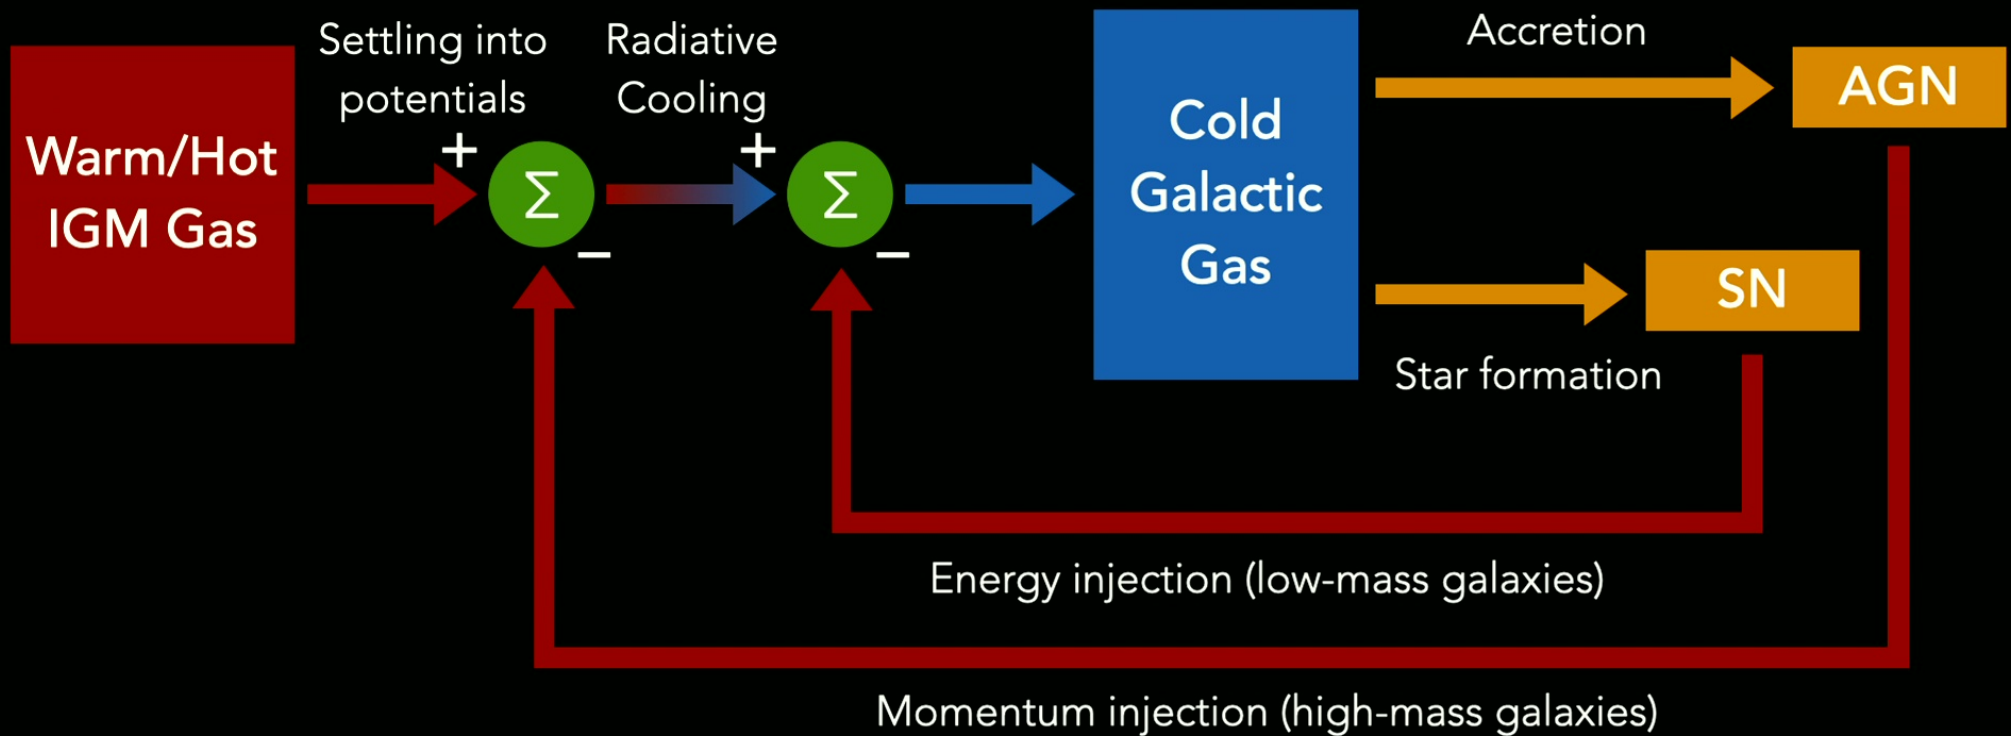 Warm/Hot
IGM Gas
Settling into
potentials
+
Σ
−
Radiative
Cooling
+
Σ
−
Cold
Galactic
Gas
Accretion
AGN
SN
Star formation
Energy injection (low-mass galaxies)
Momentum injection (high-mass galaxies)